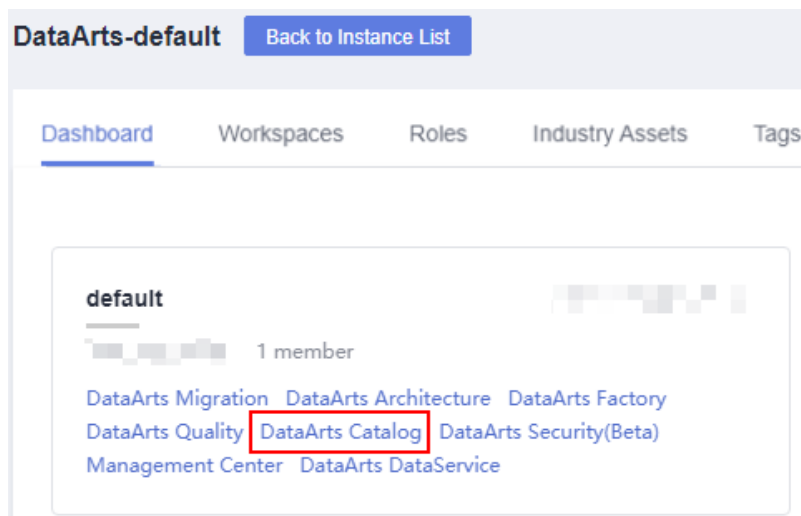 DataArts-default Back to Instance List
Dashboard Workspaces Roles Industry Assets Tags
default
1 member
DataArts Migration DataArts Architecture DataArts Factory
DataArts Quality DataArts Catalog DataArts Security(Beta)
Management Center DataArts DataService